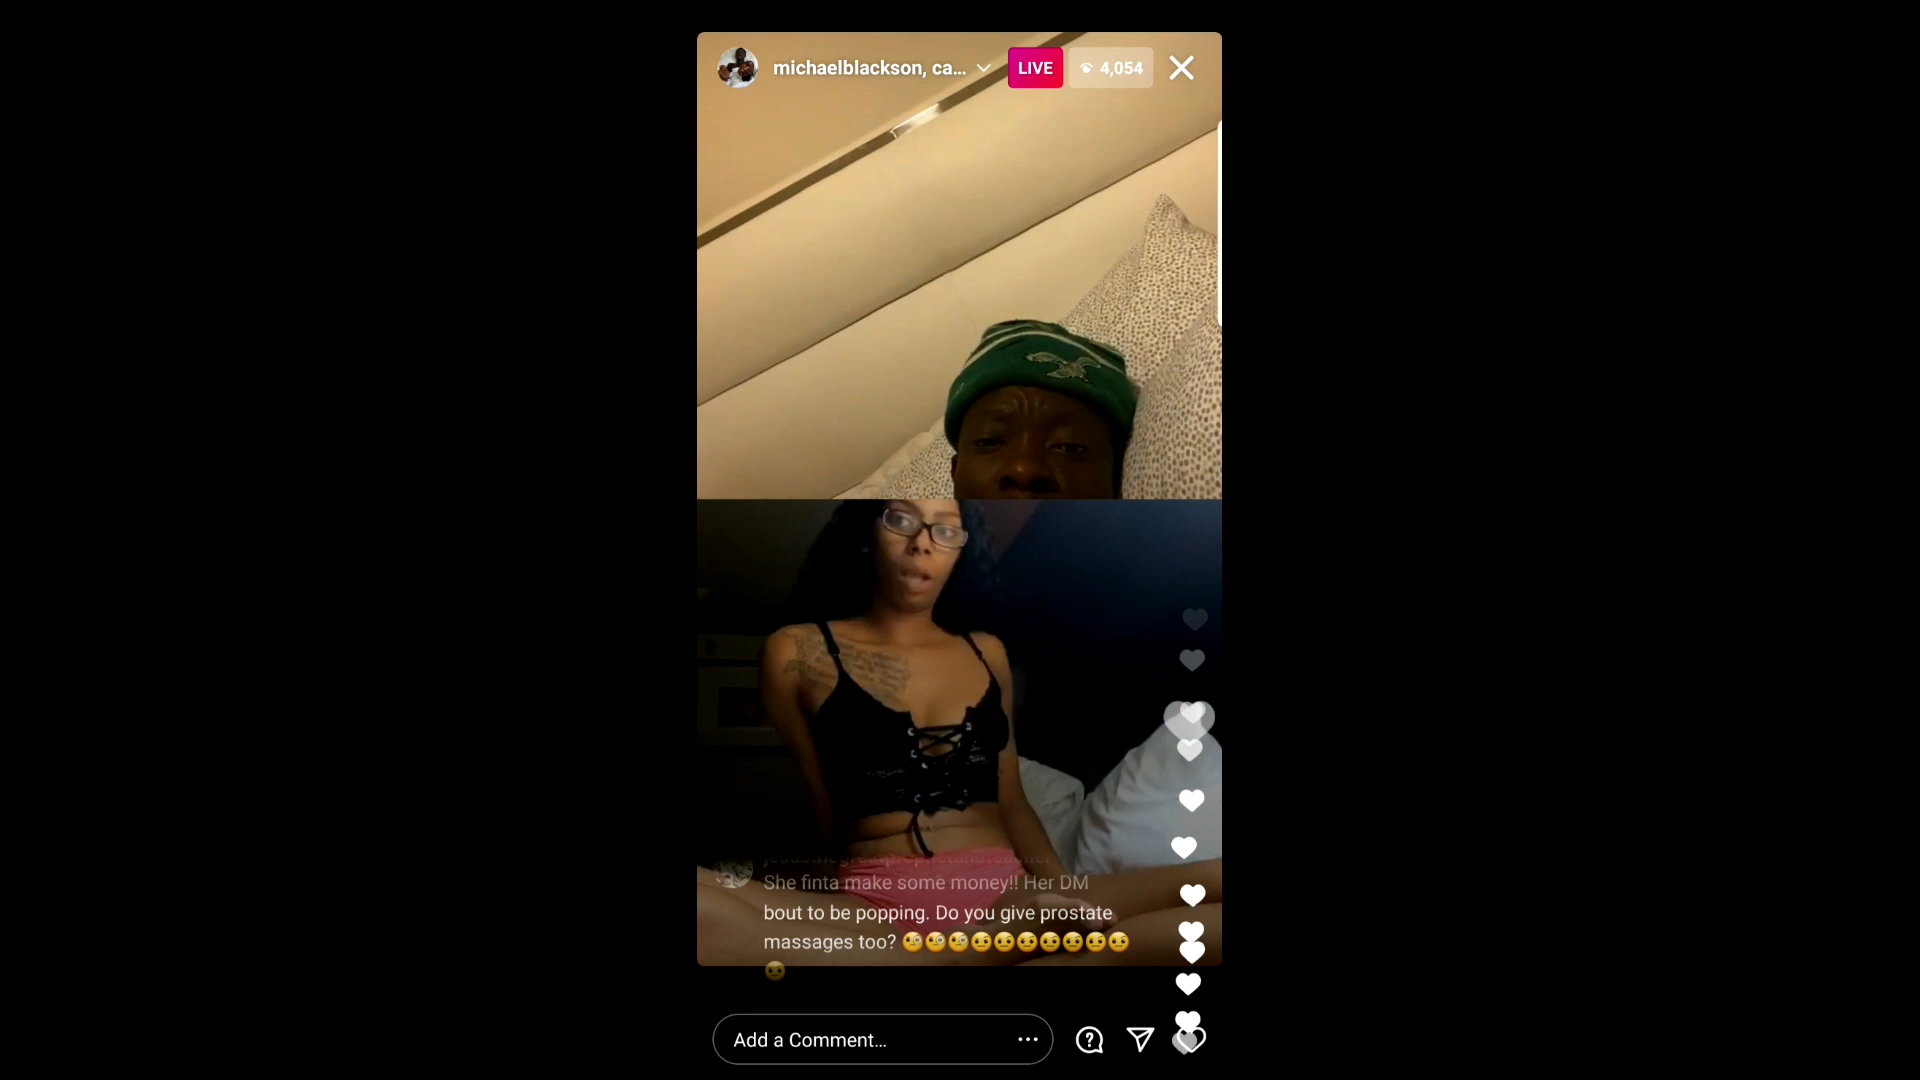 michaelblackson, ca...
LIVE
4,054
She finta make some money!! Her DM
bout to be popping. Do you give prostate
massages too? 🧐🧐🧐🤨🤨🤨🤨🤨🤨🤨
🤨
Add a Comment...